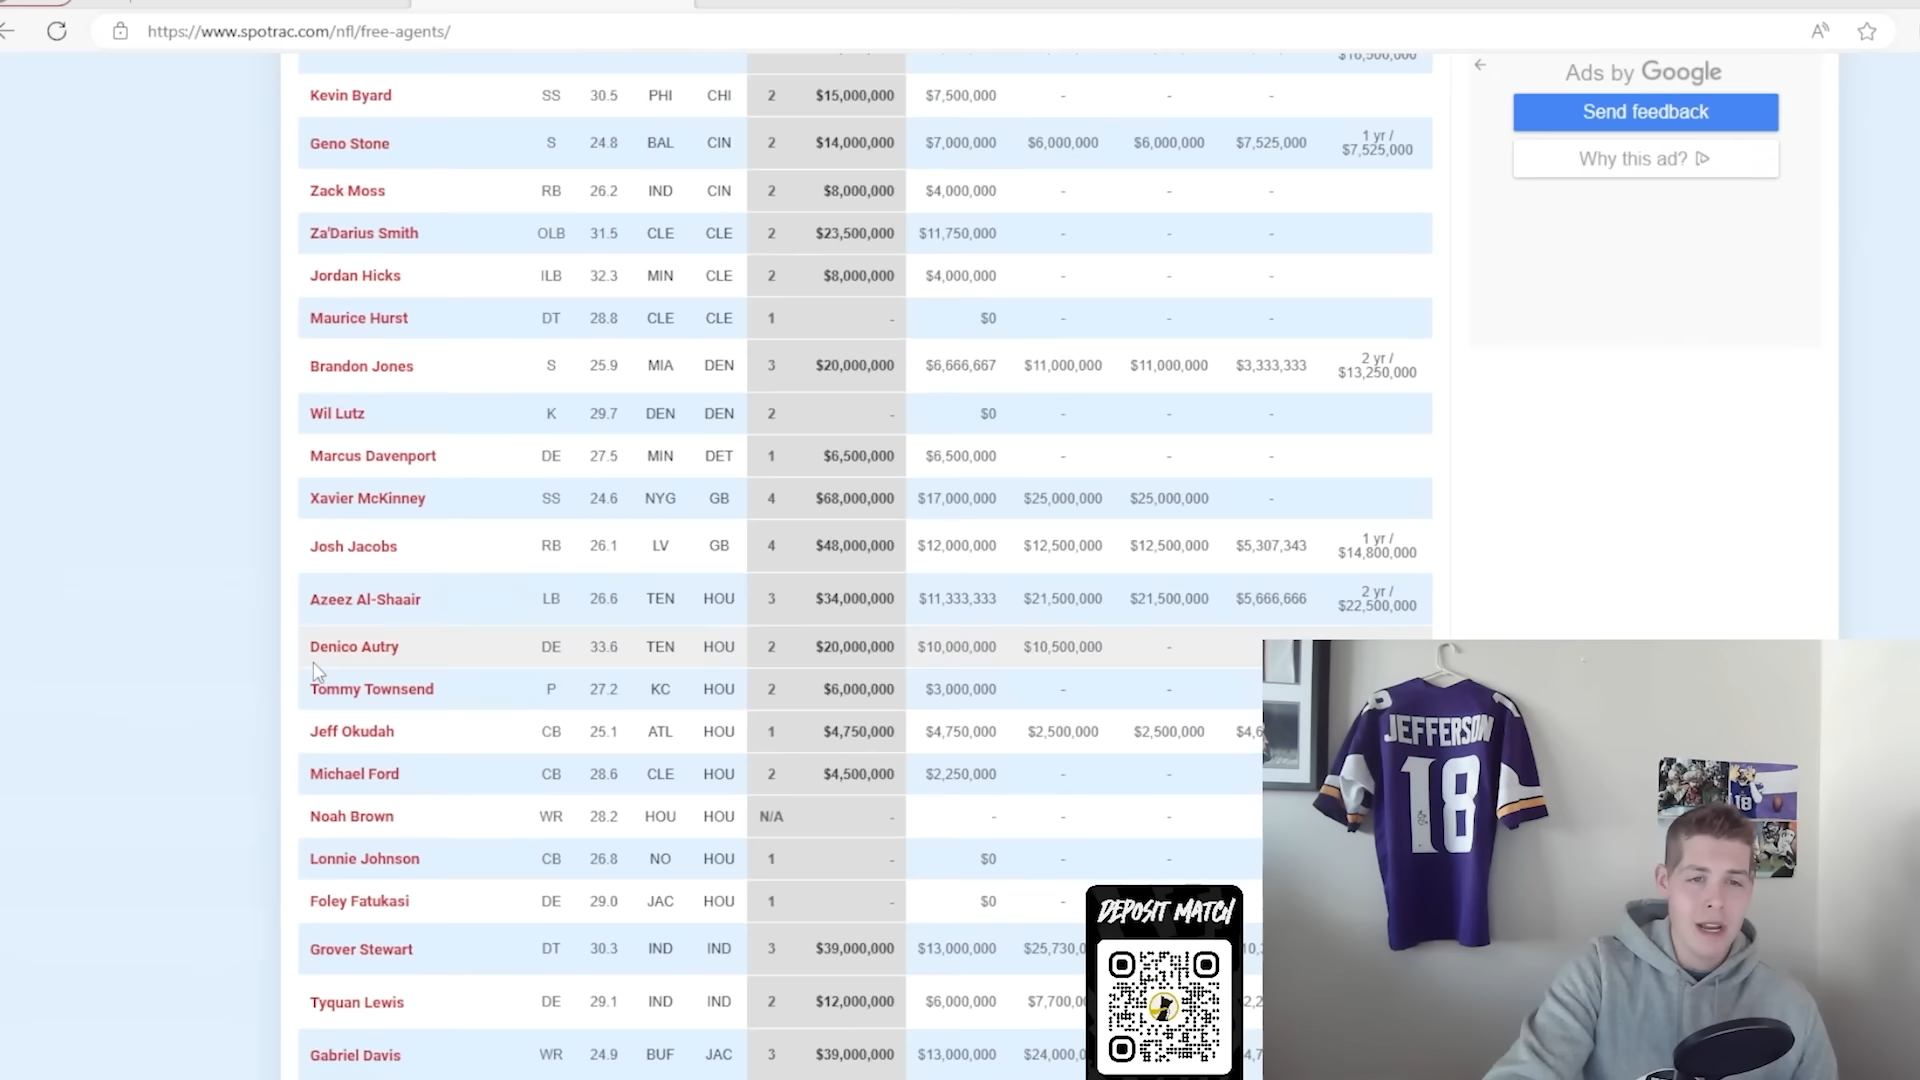 https://www.spotrac.com/nfl/free-agents/
$16,500,000
Kevin Byard SS 30.5 PHI CHI 2 $15,000,000 $7,500,000 - - -
Geno Stone S 24.8 BAL CIN 2 $14,000,000 $7,000,000 $6,000,000 $6,000,000 $7,525,000 1 yr / $7,525,000
Zack Moss RB 26.2 IND CIN 2 $8,000,000 $4,000,000 - - -
Za'Darius Smith OLB 31.5 CLE CLE 2 $23,500,000 $11,750,000 - - -
Jordan Hicks ILB 32.3 MIN CLE 2 $8,000,000 $4,000,000 - - -
Maurice Hurst DT 28.8 CLE CLE 1 - $0 - - -
Brandon Jones S 25.9 MIA DEN 3 $20,000,000 $6,666,667 $11,000,000 $11,000,000 $3,333,333 2 yr / $13,250,000
Wil Lutz K 29.7 DEN DEN 2 - $0 - - -
Marcus Davenport DE 27.5 MIN DET 1 $6,500,000 $6,500,000 - - -
Xavier McKinney SS 24.6 NYG GB 4 $68,000,000 $17,000,000 $25,000,000 $25,000,000 -
Josh Jacobs RB 26.1 LV GB 4 $48,000,000 $12,000,000 $12,500,000 $12,500,000 $5,307,343 1 yr / $14,800,000
Azeez Al-Shaair LB 26.6 TEN HOU 3 $34,000,000 $11,333,333 $21,500,000 $21,500,000 $5,666,666 2 yr / $22,500,000
Denico Autry DE 33.6 TEN HOU 2 $20,000,000 $10,000,000 $10,500,000 -
Tommy Townsend P 27.2 KC HOU 2 $6,000,000 $3,000,000 - -
Jeff Okudah CB 25.1 ATL HOU 1 $4,750,000 $4,750,000 $2,500,000 $2,500,000 $4,6
Michael Ford CB 28.6 CLE HOU 2 $4,500,000 $2,250,000 - -
Noah Brown WR 28.2 HOU HOU N/A - - - -
Lonnie Johnson CB 26.8 NO HOU 1 - $0 - -
Foley Fatukasi DE 29.0 JAC HOU 1 - $0 -
Grover Stewart DT 30.3 IND IND 3 $39,000,000 $13,000,000 $25,730,0
Tyquan Lewis DE 29.1 IND IND 2 $12,000,000 $6,000,000 $7,700,0
Gabriel Davis WR 24.9 BUF JAC 3 $39,000,000 $13,000,000 $24,000,0
Ads by Google
Send feedback
Why this ad?
JEFFERSON
18
18
DEPOSIT MATCH